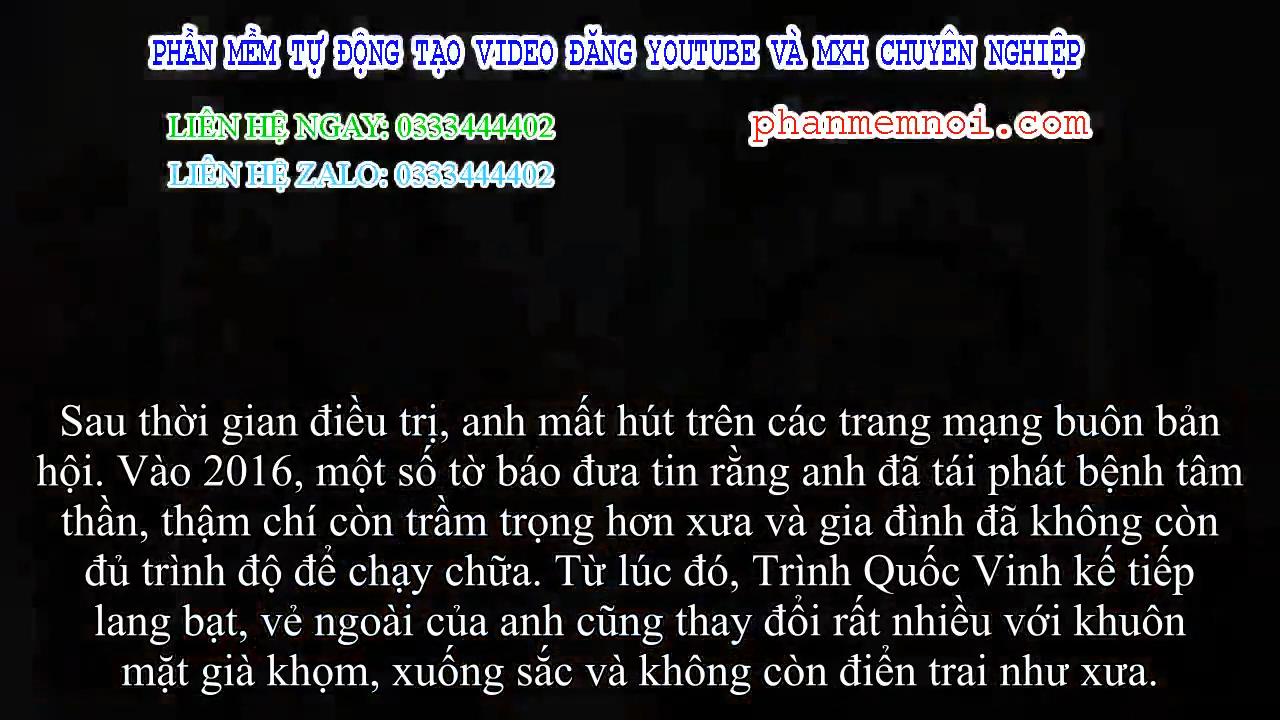 PHẦN MỀM TỰ ĐỘNG TẠO VIDEO ĐĂNG YOUTUBE VÀ MXH CHUYÊN NGHIỆP
LIÊN HỆ NGAY: 0333444402
phanmemnoi.com
LIÊN HỆ ZALO: 0333444402
Sau thời gian điều trị, anh mất hút trên các trang mạng buôn bản
hội. Vào 2016, một số tờ báo đưa tin rằng anh đã tái phát bệnh tâm
thần, thậm chí còn trầm trọng hơn xưa và gia đình đã không còn
đủ trình độ để chạy chữa. Từ lúc đó, Trình Quốc Vinh kế tiếp
lang bạt, vẻ ngoài của anh cũng thay đổi rất nhiều với khuôn
mặt già khọm, xuống sắc và không còn điển trai như xưa.